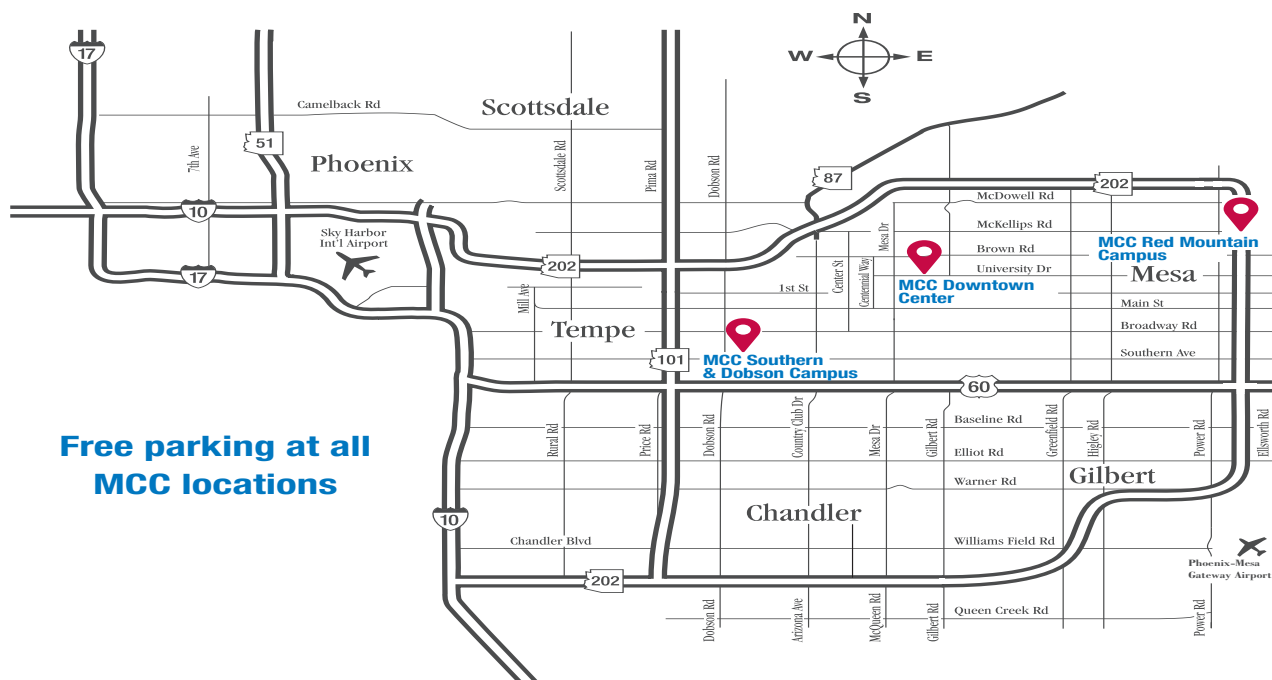 N
W E
S
17
Camelback Rd
Scottsdale
51
7th Ave
Phoenix
Scottsdale Rd
Pima Rd
Dobson Rd
87
202
McDowell Rd
10
Sky Harbor
Int'l Airport
McKellips Rd
Mesa Dr
MCC Red Mountain
Campus
Brown Rd
University Dr
Mesa
17
202
Center St
Centennial Way
MCC Downtown
Center
1st St
Mill Ave
Main St
Tempe
Broadway Rd
101
MCC Southern
& Dobson Campus
Southern Ave
60
Free parking at all
MCC locations
Rural Rd
Price Rd
Dobson Rd
Country Club Dr
Mesa Dr
Gilbert Rd
Baseline Rd
Greenfield Rd
Higley Rd
Power Rd
Ellsworth Rd
Elliot Rd
Warner Rd
Gilbert
10
Chandler
Chandler Blvd
Williams Field Rd
Phoenix-Mesa
Gateway Airport
202
Dobson Rd
Arizona Ave
McQueen Rd
Gilbert Rd
Queen Creek Rd
Power Rd